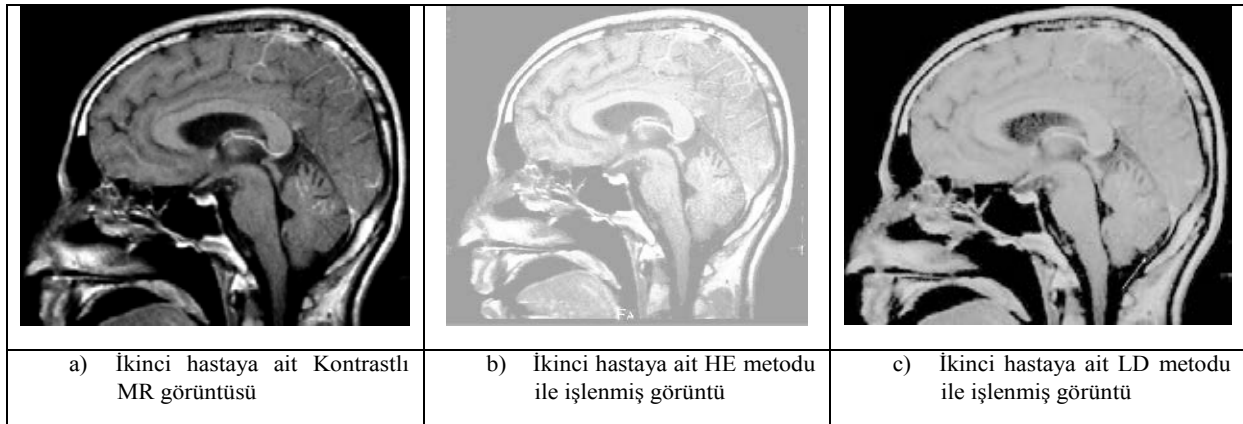 FA
a) İkinci hastaya ait Kontrastlı
MR görüntüsü
b) İkinci hastaya ait HE metodu
ile işlenmiş görüntü
c) İkinci hastaya ait LD metodu
ile işlenmiş görüntü